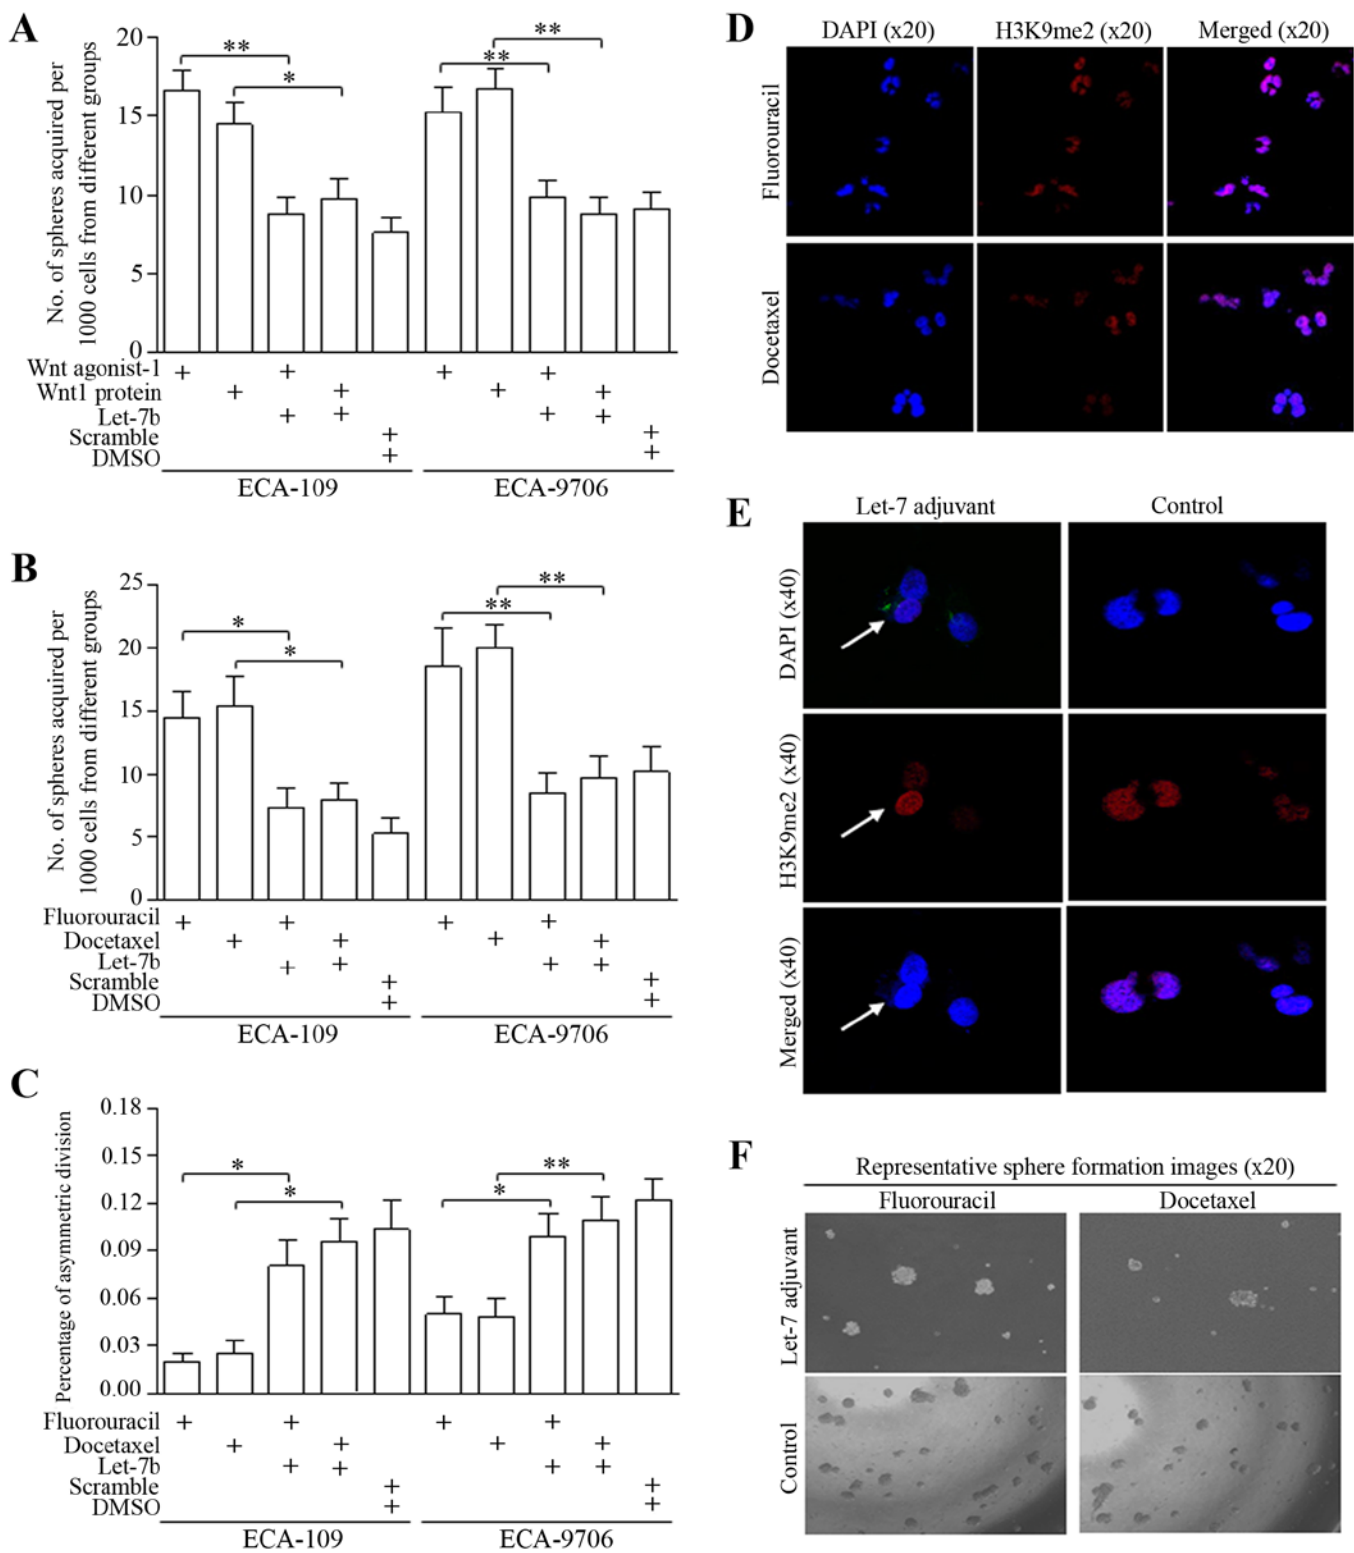 A
No. of spheres acquired per
1000 cells from different groups
20
15
10
5
0
** * ** **
Wnt agonist-1 + + + +
Wnt1 protein + + + +
Let-7b + + + +
Scramble + +
DMSO + +
ECA-109 ECA-9706
B
No. of spheres acquired per
1000 cells from different groups
25
20
15
10
5
0
* * ** **
Fluorouracil + + + +
Docetaxel + + + +
Let-7b + + + +
Scramble + +
DMSO + +
ECA-109 ECA-9706
C
Percentage of asymmetric division
0.18
0.15
0.12
0.09
0.06
0.03
0.00
* * * **
Fluorouracil + + + +
Docetaxel + + + +
Let-7b + + + +
Scramble + +
DMSO + +
ECA-109 ECA-9706
D
DAPI (x20) H3K9me2 (x20) Merged (x20)
Fluorouracil
Docetaxel
E
Let-7 adjuvant Control
DAPI (x40)
H3K9me2 (x40)
Merged (x40)
F
Representative sphere formation images (x20)
Fluorouracil Docetaxel
Let-7 adjuvant
Control